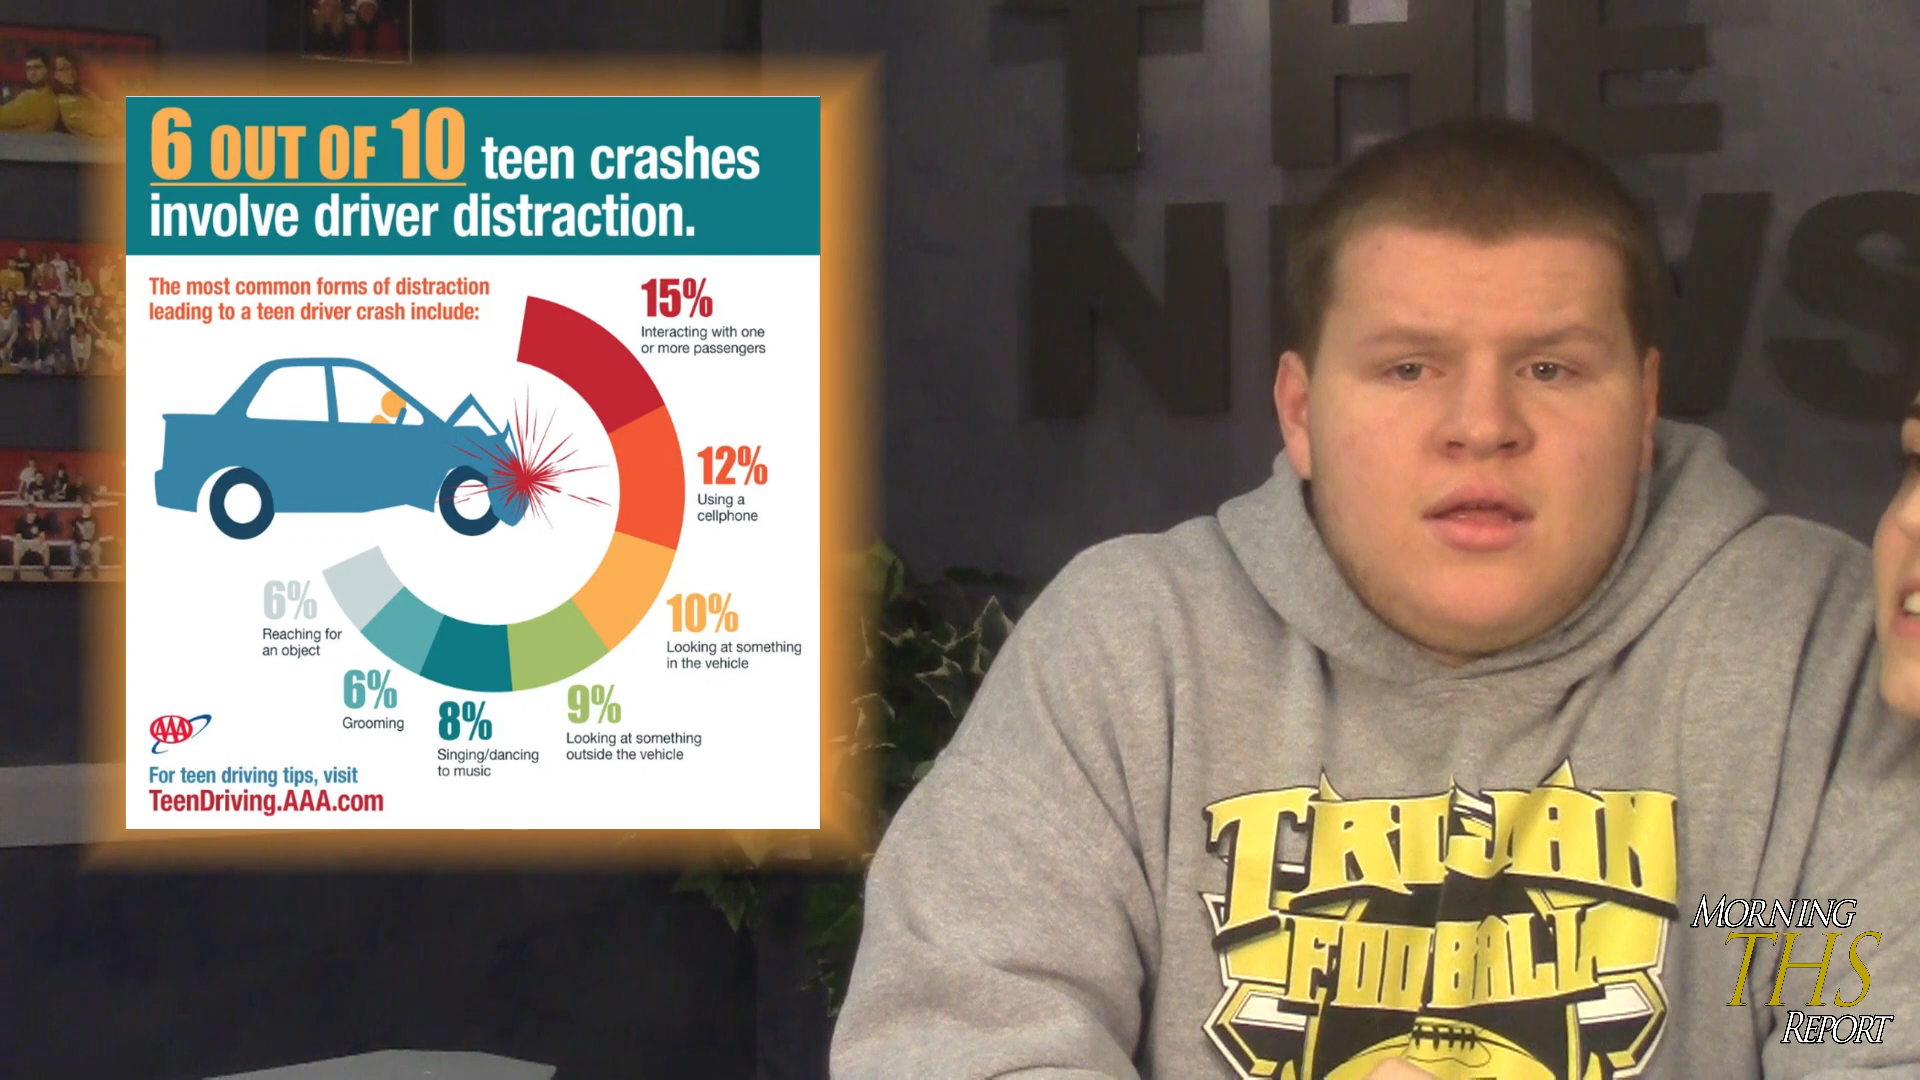 6 OUT OF 10 teen crashes
involve driver distraction.
The most common forms of distraction
leading to a teen driver crash include:
15%
Interacting with one
or more passengers
12%
Using a
cellphone
10%
Looking at something
in the vehicle
9%
Looking at something
outside the vehicle
8%
Singing/dancing
to music
6%
Grooming
6%
Reaching for
an object
AAA
For teen driving tips, visit
TeenDriving.AAA.com
THE
NEWS
TROJAN
FOOTBALL
MORNING
THS
REPORT